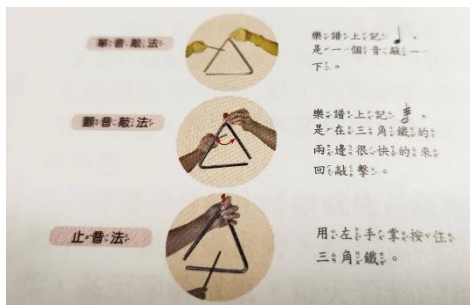 單音敲法
樂譜上記♩,
是一個音敲一
下。
顫音敲法
樂譜上記
是在三角鐵的
兩邊很快的來
回敲擊。
止音法
用左手掌按住
三角鐵。